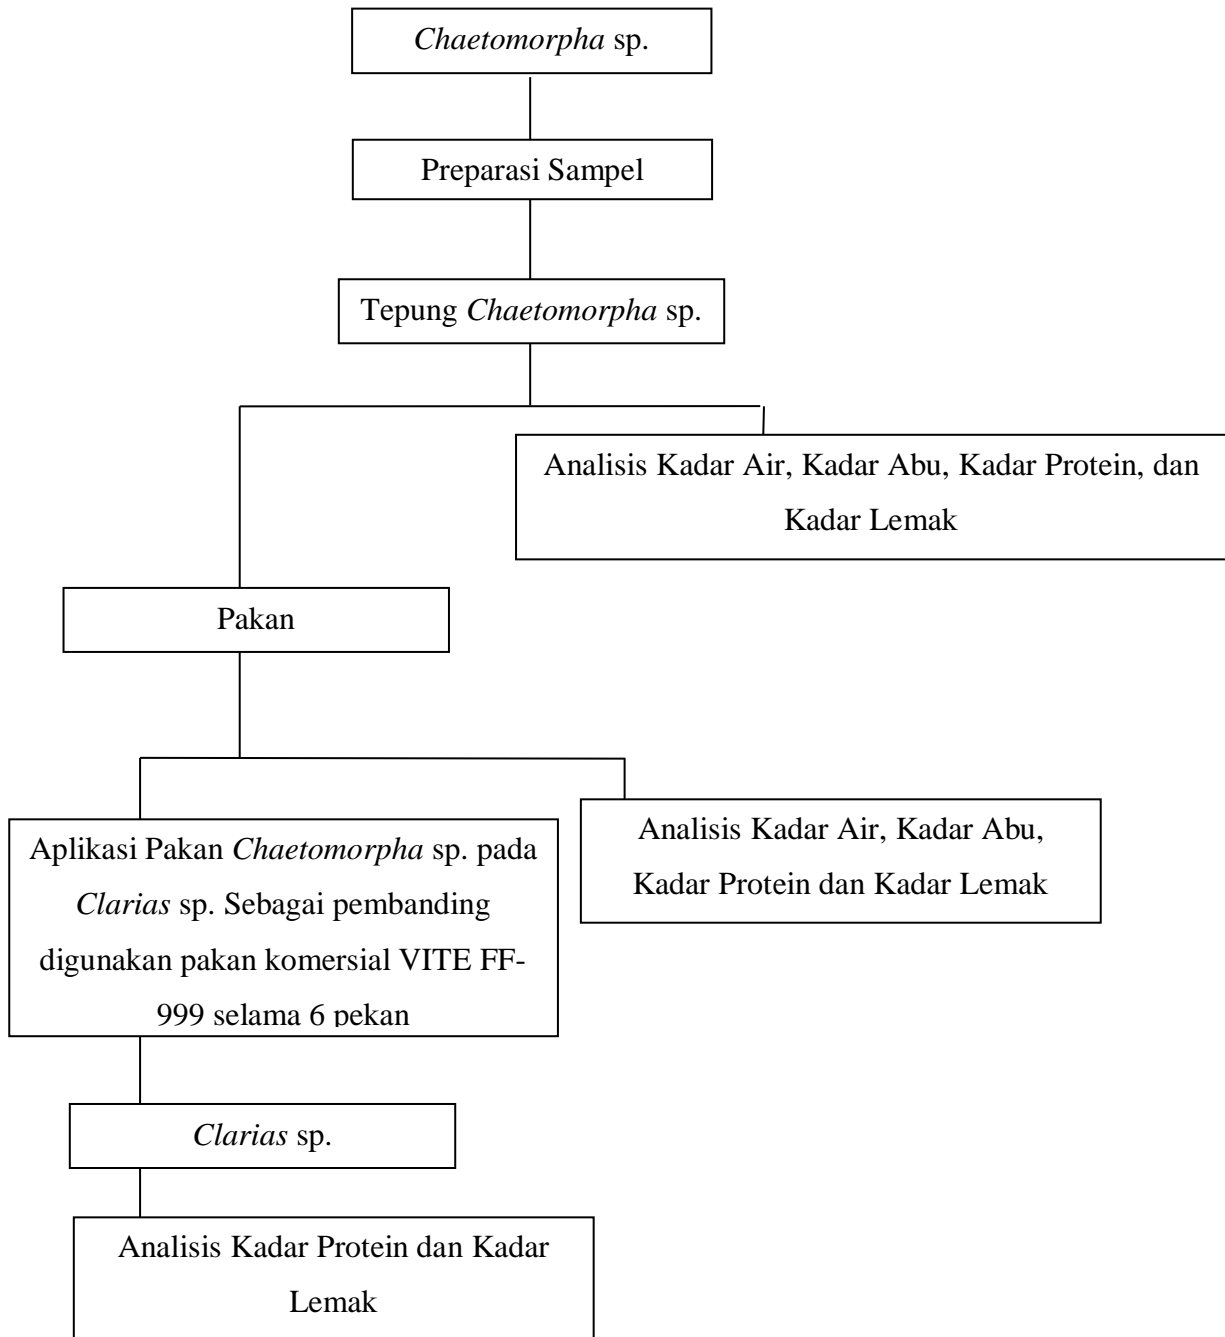 Chaetomorpha sp.
Preparasi Sampel
Tepung Chaetomorpha sp.
Analisis Kadar Air, Kadar Abu, Kadar Protein, dan
Kadar Lemak
Pakan
Aplikasi Pakan Chaetomorpha sp. pada
Clarias sp. Sebagai pembanding
digunakan pakan komersial VITE FF-
999 selama 6 pekan
Analisis Kadar Air, Kadar Abu,
Kadar Protein dan Kadar Lemak
Clarias sp.
Analisis Kadar Protein dan Kadar
Lemak